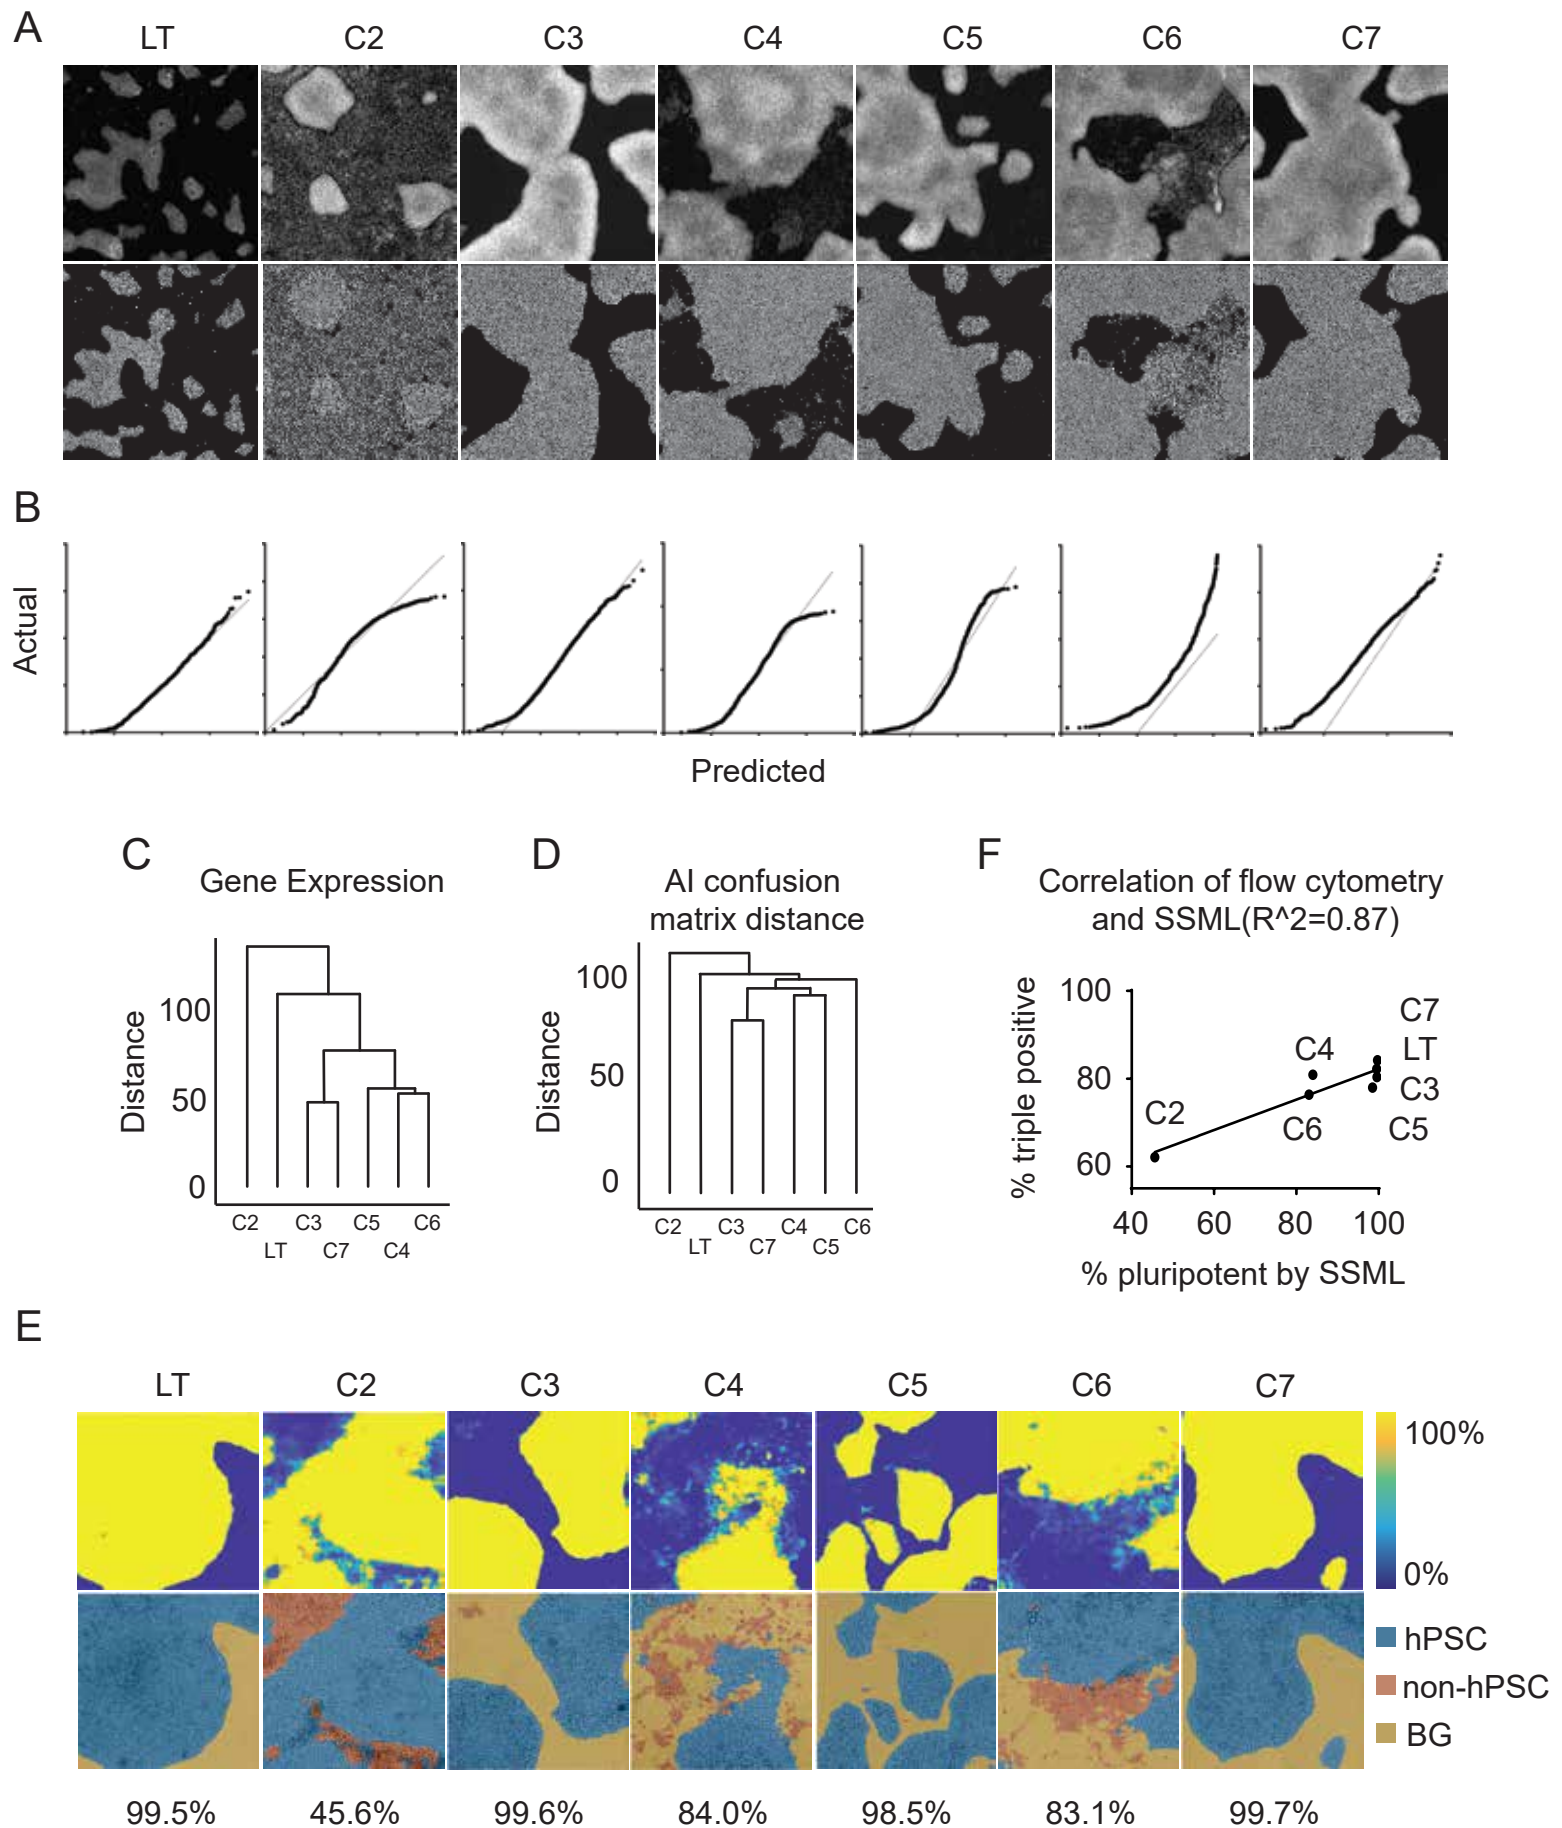 A
LT C2 C3 C4 C5 C6 C7
B
Actual
Predicted
C
Gene Expression
Distance
100
50
0
C2 C3 C5 C6
LT C7 C4
D
AI confusion
matrix distance
Distance
100
50
0
C2 C3 C4 C6
LT C7 C5
F
Correlation of flow cytometry
and SSML(R^2=0.87)
% triple positive
100
80
60
C7
C4 LT
C2 C3
C6 C5
40 60 80 100
% pluripotent by SSML
E
LT C2 C3 C4 C5 C6 C7
100%
0%
hPSC
non-hPSC
BG
99.5% 45.6% 99.6% 84.0% 98.5% 83.1% 99.7%